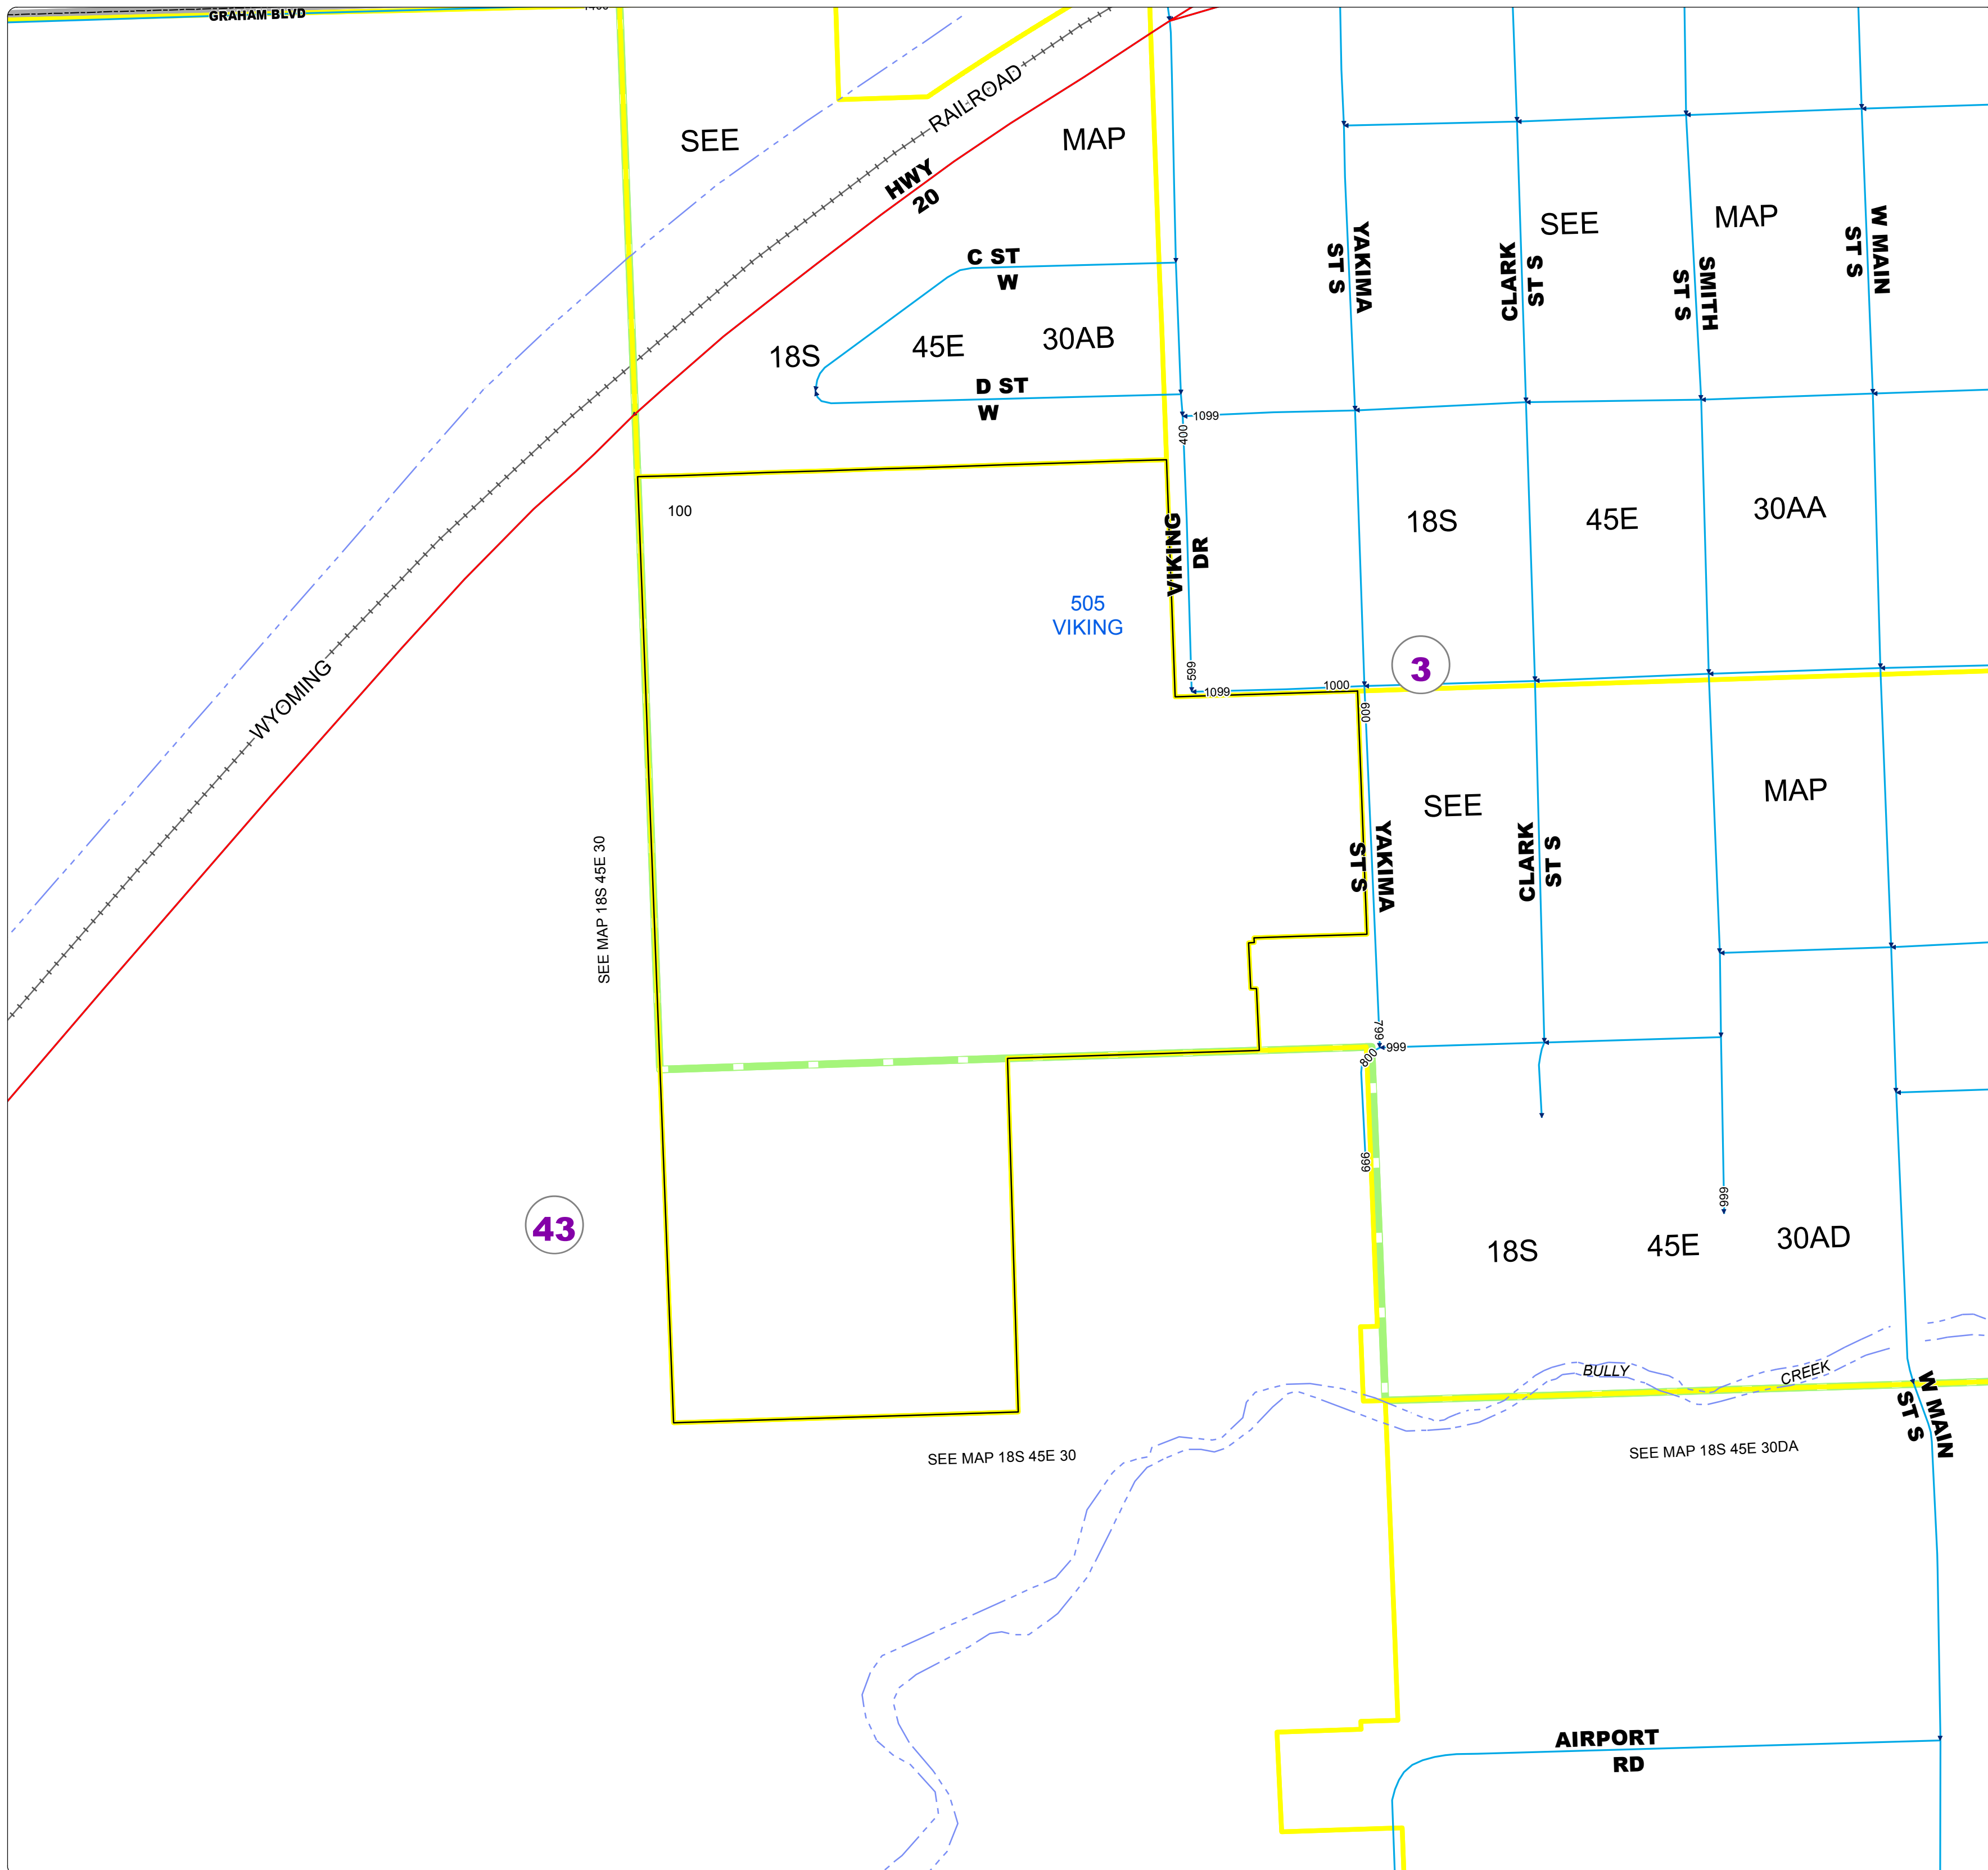 GRAHAM BLVD
SEE
MAP
RAILROAD
HWY
20
C ST
W
18S
45E
30AB
D ST
W
YAKIMA
ST S
CLARK
ST S
SEE
MAP
SMITH
ST S
W MAIN
ST S
1099
400
100
VIKING
DR
18S
45E
30AA
505
VIKING
599
1099
1000
3
600
WYOMING
SEE
MAP
YAKIMA
ST S
CLARK
ST S
SEE MAP 18S 45E 30
799
999
800
999
999
43
18S
45E
30AD
BULLY
CREEK
W MAIN
ST S
SEE MAP 18S 45E 30
SEE MAP 18S 45E 30DA
AIRPORT
RD